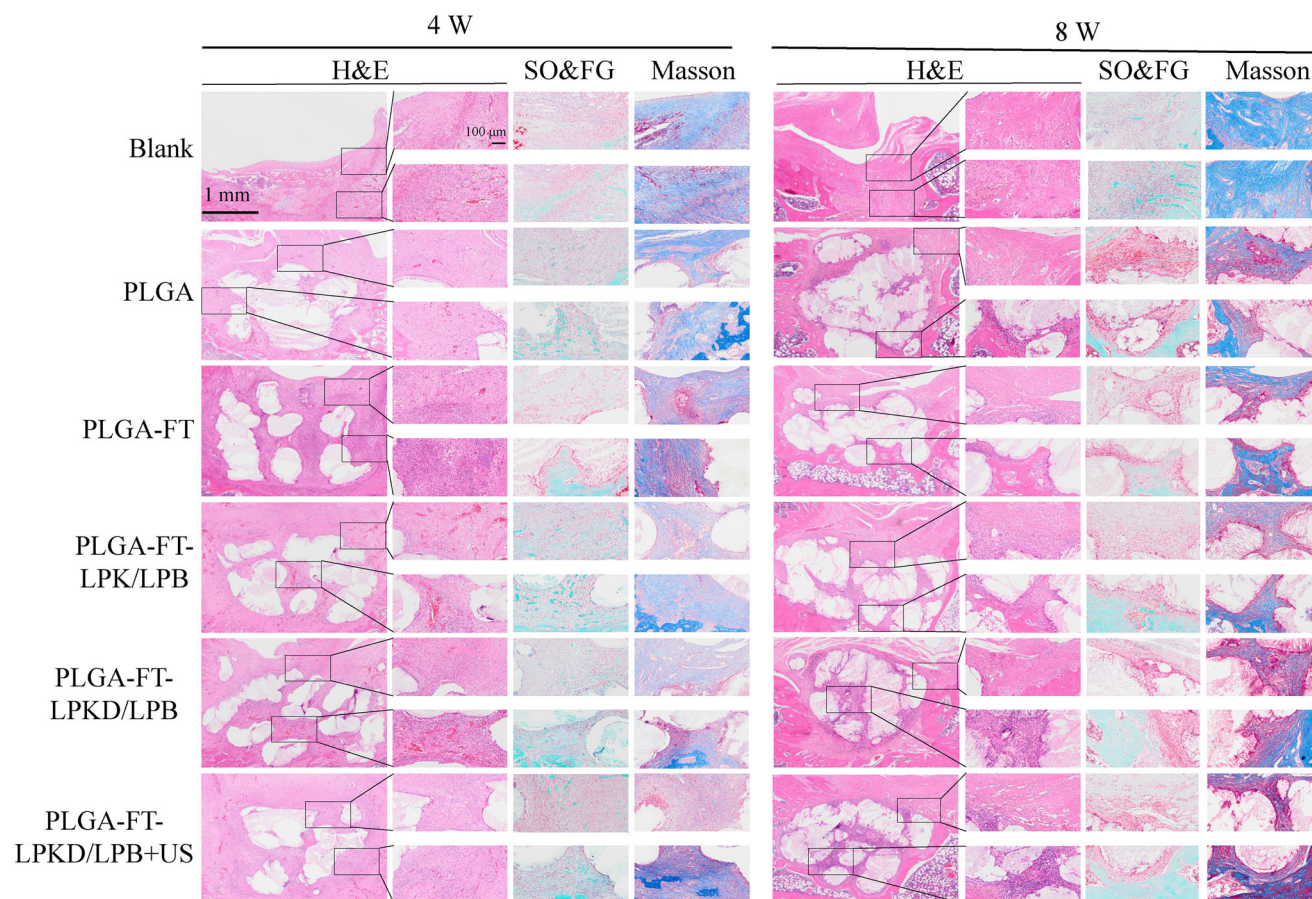 4 W
8 W
H&E
SO&FG
Masson
H&E
SO&FG
Masson
Blank
100 μm
1 mm
PLGA
PLGA-FT
PLGA-FT-
LPK/LPB
PLGA-FT-
LPKD/LPB
PLGA-FT-
LPKD/LPB+US